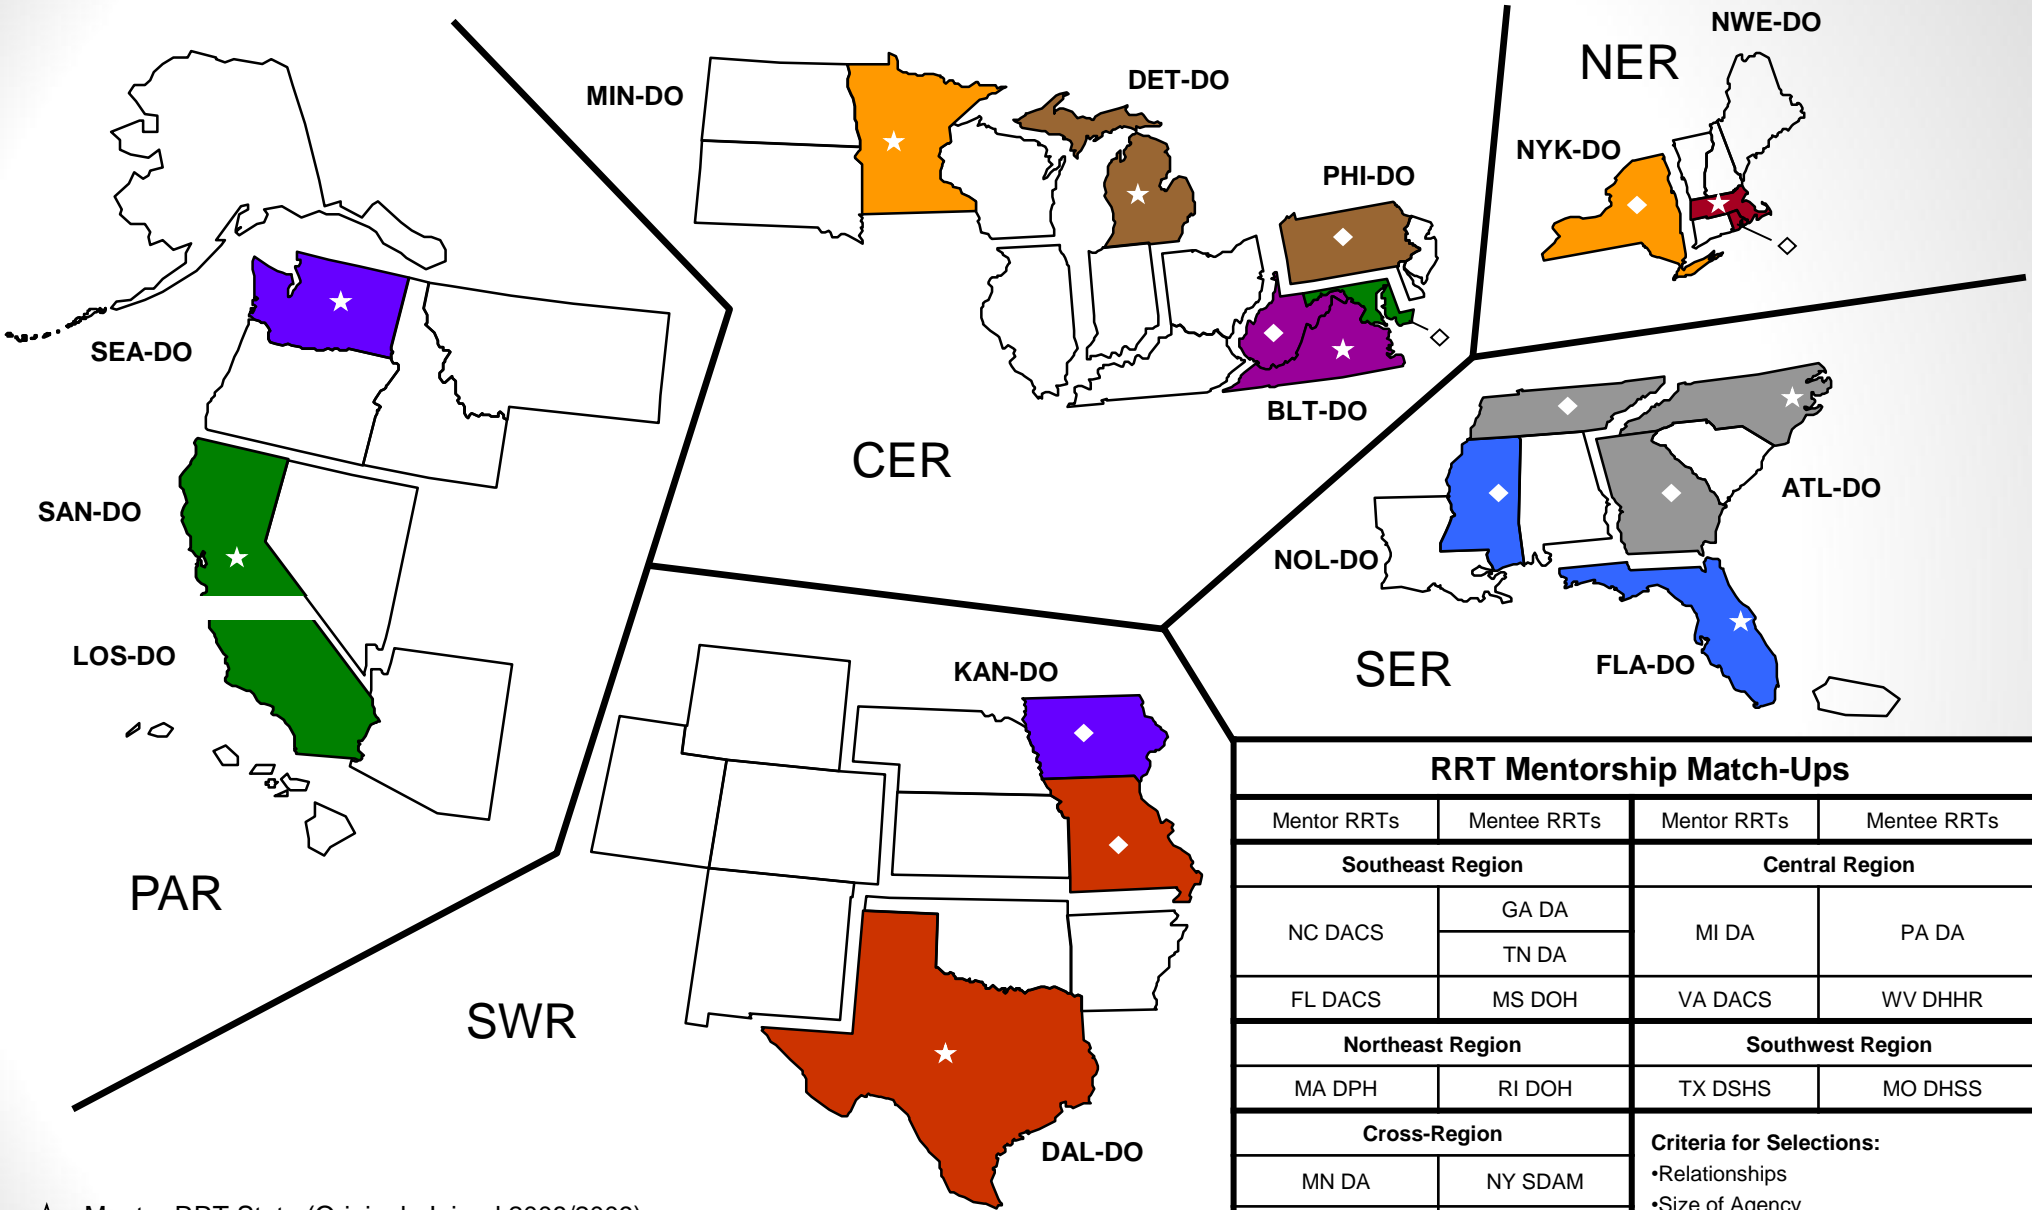 NWE-DO
NER
NYK-DO
MIN-DO
DET-DO
PHI-DO
BLT-DO
CER
SEA-DO
SAN-DO
LOS-DO
PAR
ATL-DO
NOL-DO
FLA-DO
SER
KAN-DO
SWR
DAL-DO
RRT Mentorship Match-Ups
Mentor RRTs Mentee RRTs Mentor RRTs Mentee RRTs
Southeast Region Central Region
NC DACS GA DA MI DA PA DA
TN DA
FL DACS MS DOH VA DACS WV DHHR
Northeast Region Southwest Region
MA DPH RI DOH TX DSHS MO DHSS
Cross-Region
MN DA NY SDAM
Criteria for Selections:
•Relationships
•Size of Agency
Mentor RRT State